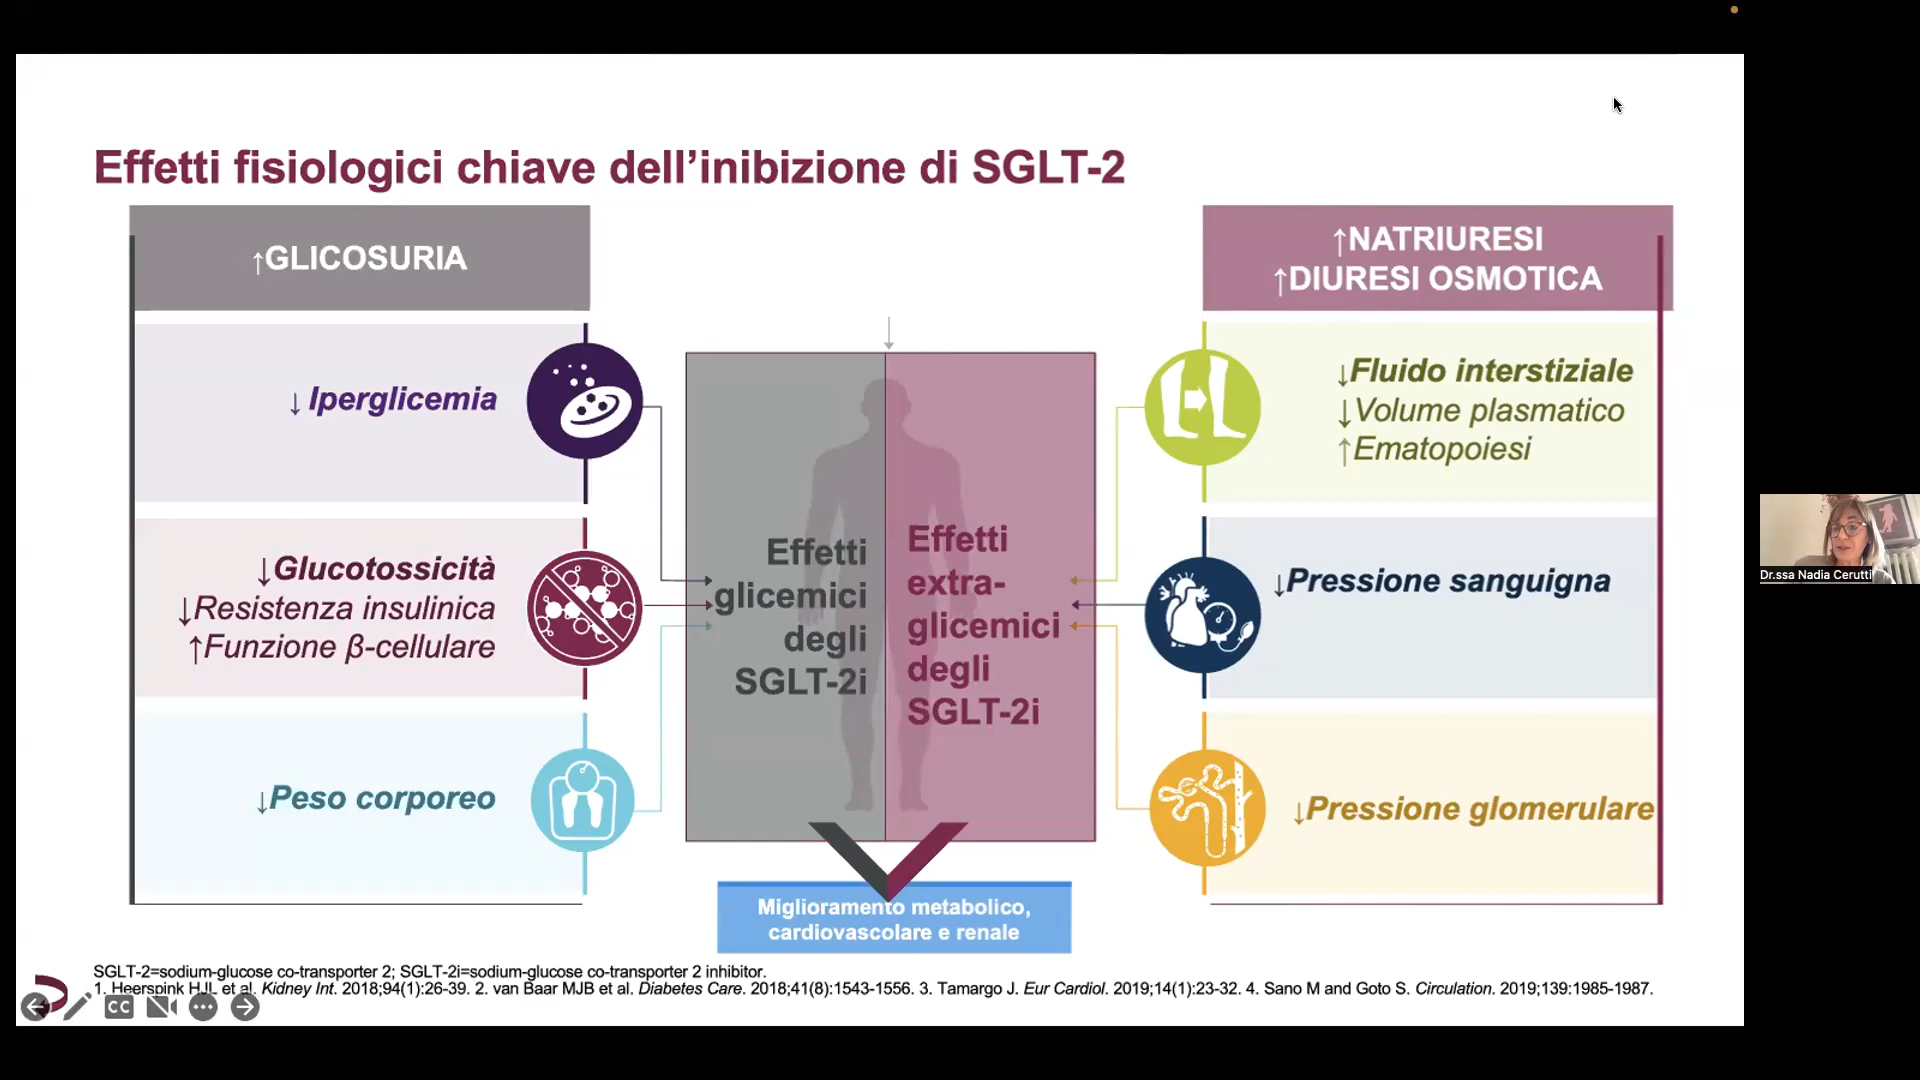 Effetti fisiologici chiave dell’inibizione di SGLT-2
↑GLICOSURIA
↓ Iperglicemia
↓Glucotossicità
↓Resistenza insulinica
↑Funzione β-cellulare
↓Peso corporeo
Effetti
glicemici
degli
SGLT-2i
Effetti
extra-
glicemici
degli
SGLT-2i
Miglioramento metabolico,
cardiovascolare e renale
↑NATRIURESI
↑DIURESI OSMOTICA
↓Fluido interstiziale
↓Volume plasmatico
↑Ematopoiesi
↓Pressione sanguigna
↓Pressione glomerulare
SGLT-2=sodium-glucose co-transporter 2; SGLT-2i=sodium-glucose co-transporter 2 inhibitor.
1. Heerspink HJL et al. Kidney Int. 2018;94(1):26-39. 2. van Baar MJB et al. Diabetes Care. 2018;41(8):1543-1556. 3. Tamargo J. Eur Cardiol. 2019;14(1):23-32. 4. Sano M and Goto S. Circulation. 2019;139:1985-1987.
CC
Dr.ssa Nadia Cerutti